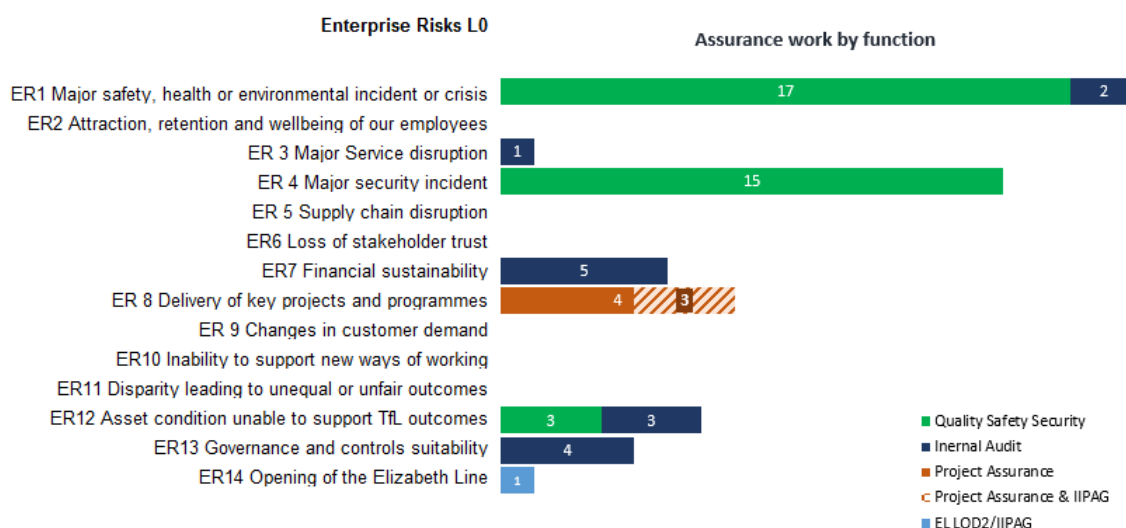 Enterprise Risks L0
Assurance work by function
ER1 Major safety, health or environmental incident or crisis 17 2
ER2 Attraction, retention and wellbeing of our employees
ER 3 Major Service disruption 1
ER 4 Major security incident 15
ER 5 Supply chain disruption
ER6 Loss of stakeholder trust
ER7 Financial sustainability 5
ER 8 Delivery of key projects and programmes 4 3
ER 9 Changes in customer demand
ER10 Inability to support new ways of working
ER11 Disparity leading to unequal or unfair outcomes
ER12 Asset condition unable to support TfL outcomes 3 3
ER13 Governance and controls suitability 4
ER14 Opening of the Elizabeth Line 1
Quality Safety Security
Inernal Audit
Project Assurance
Project Assurance & IIPAG
EL LOD2/IIPAG